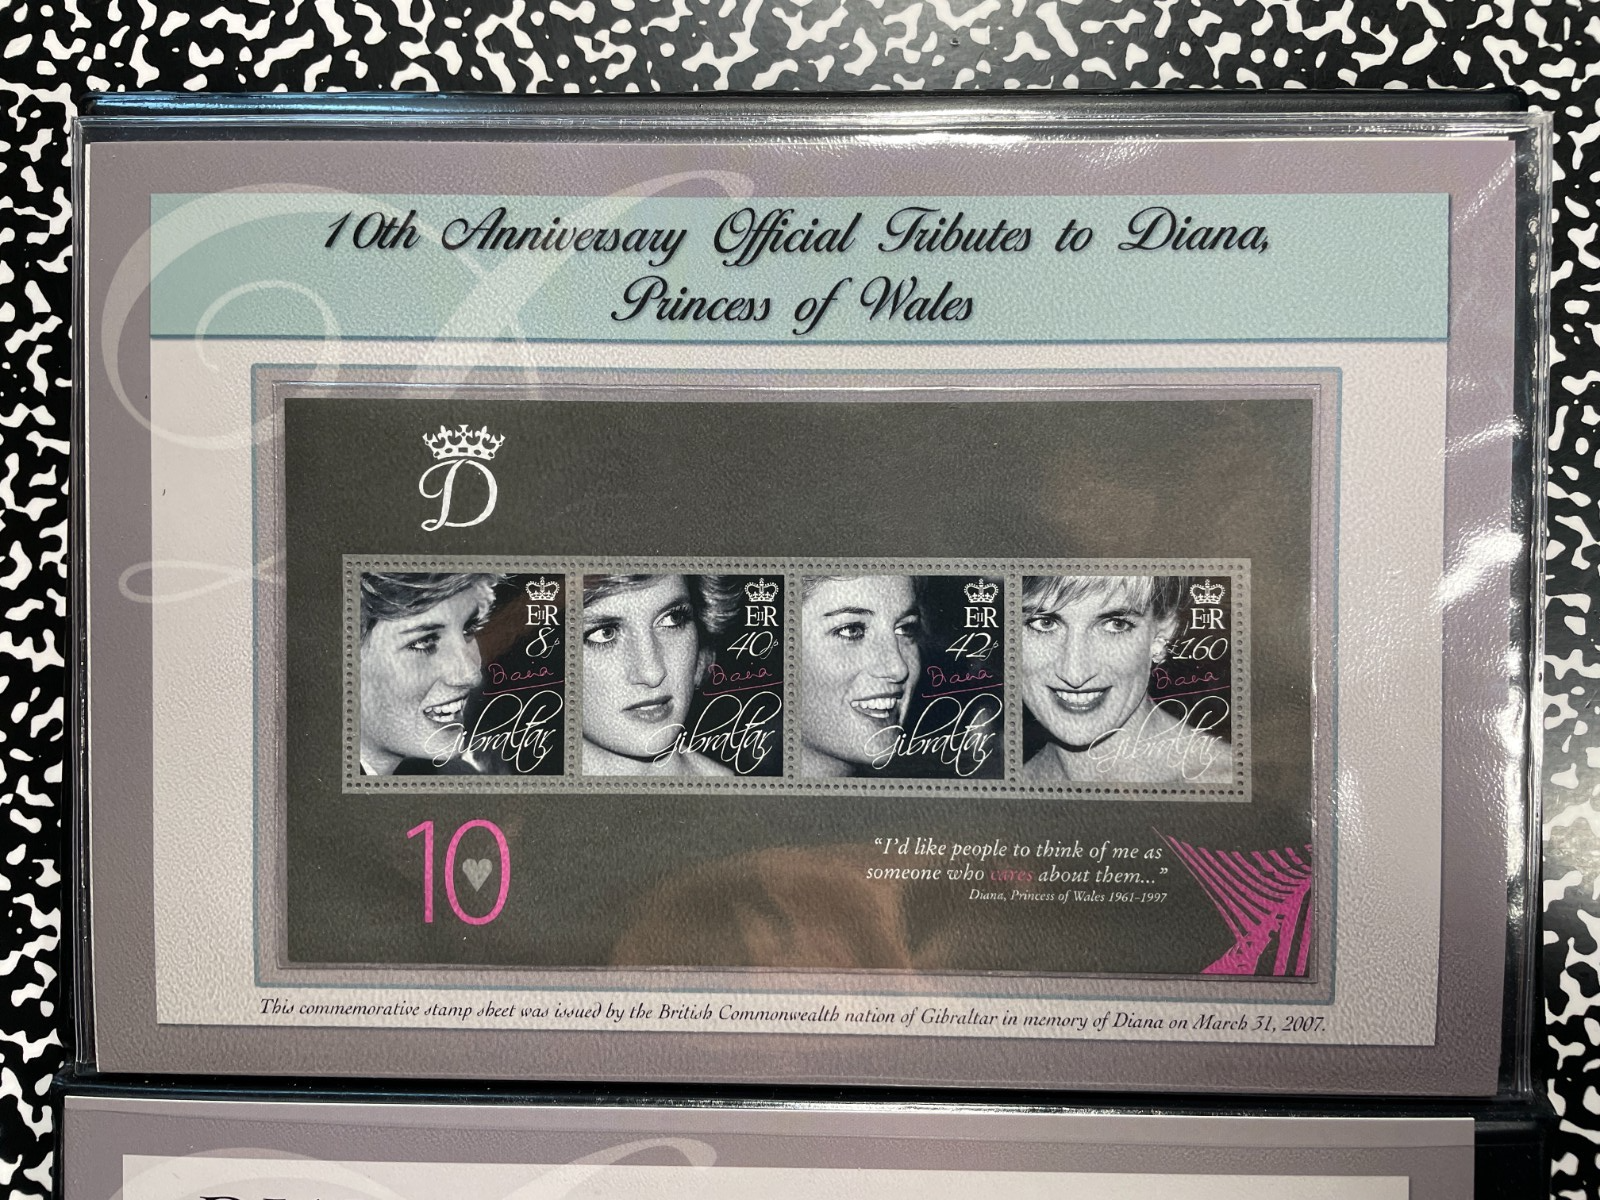 10th Anniversary Official Tributes to Diana,
Princess of Wales
D
EIIR
8p
Diana
Gibraltar
EIIR
40p
Diana
Gibraltar
EIIR
42p
Diana
Gibraltar
EIIR
£1.60
Diana
Gibraltar
10
“I'd like people to think of me as
someone who cares about them...”
Diana, Princess of Wales 1961-1997
This commemorative stamp sheet was issued by the British Commonwealth nation of Gibraltar in memory of Diana on March 31, 2007.